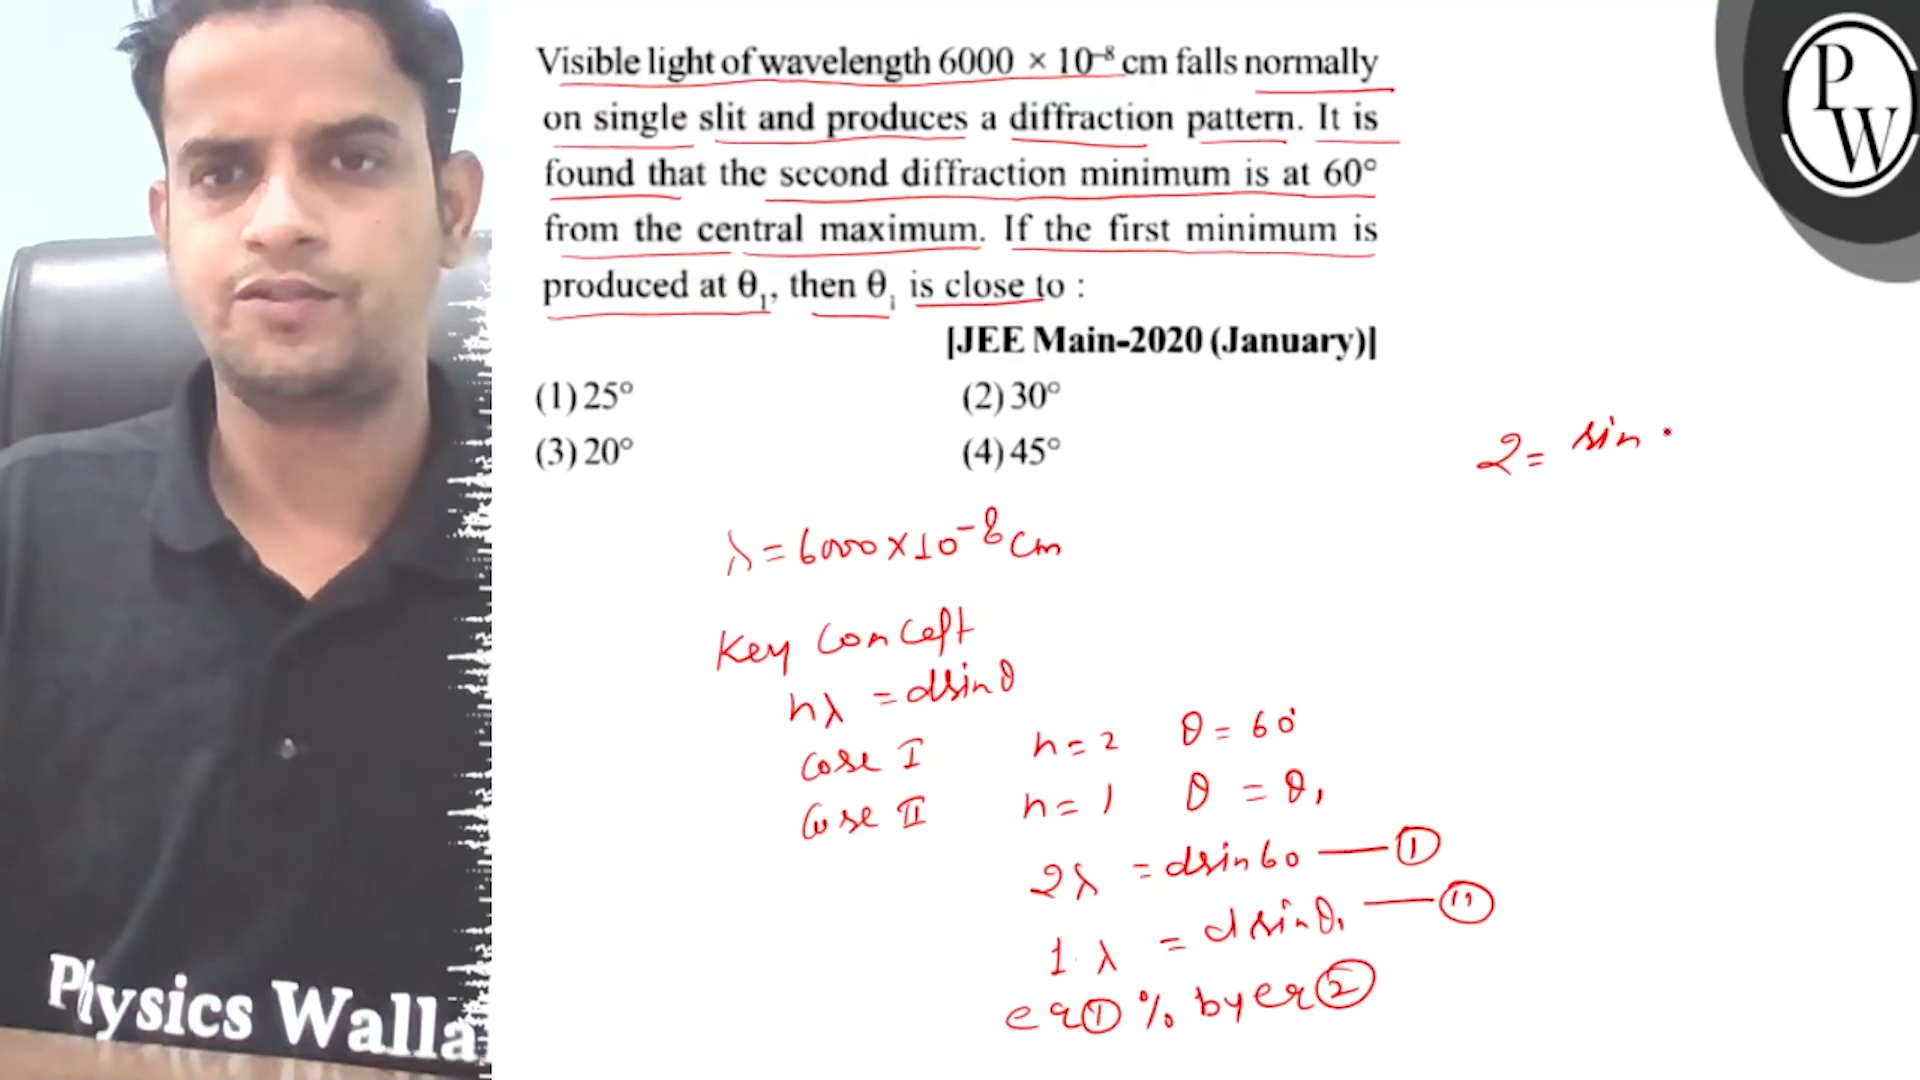 Visible light of wavelength 6000 × 10⁻⁸ cm falls normally
on single slit and produces a diffraction pattern. It is
found that the second diffraction minimum is at 60°
from the central maximum. If the first minimum is
produced at θ₁, then θ₁ is close to :
[JEE Main-2020 (January)]
(1) 25° (2) 30°
(3) 20° (4) 45°
2 = sin
λ = 6000 × 10⁻⁸ cm
Key Concept
nλ = d sin θ
Case I n = 2 θ = 60°
Case II n = 1 θ = θ₁
2λ = d sin 60 — ①
1.λ = d sin θ₁ — ⑪
eq ① % by eq ②
PW
Physics Walla